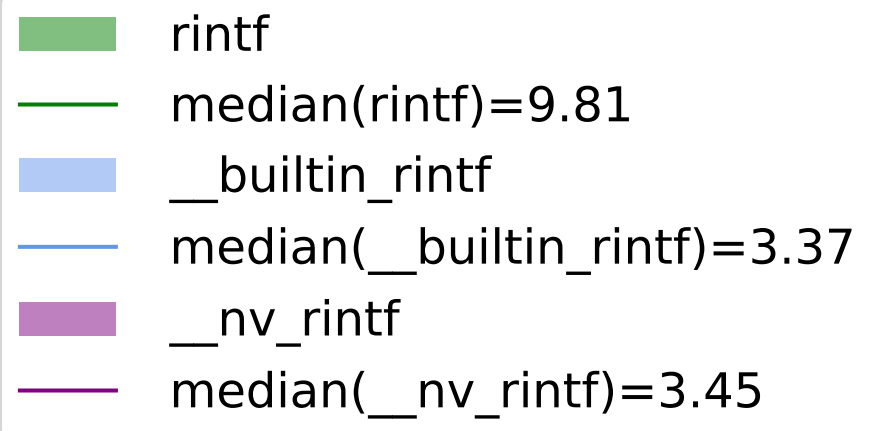 rintf
median(rintf)=9.81
__builtin_rintf
median(__builtin_rintf)=3.37
__nv_rintf
median(__nv_rintf)=3.45